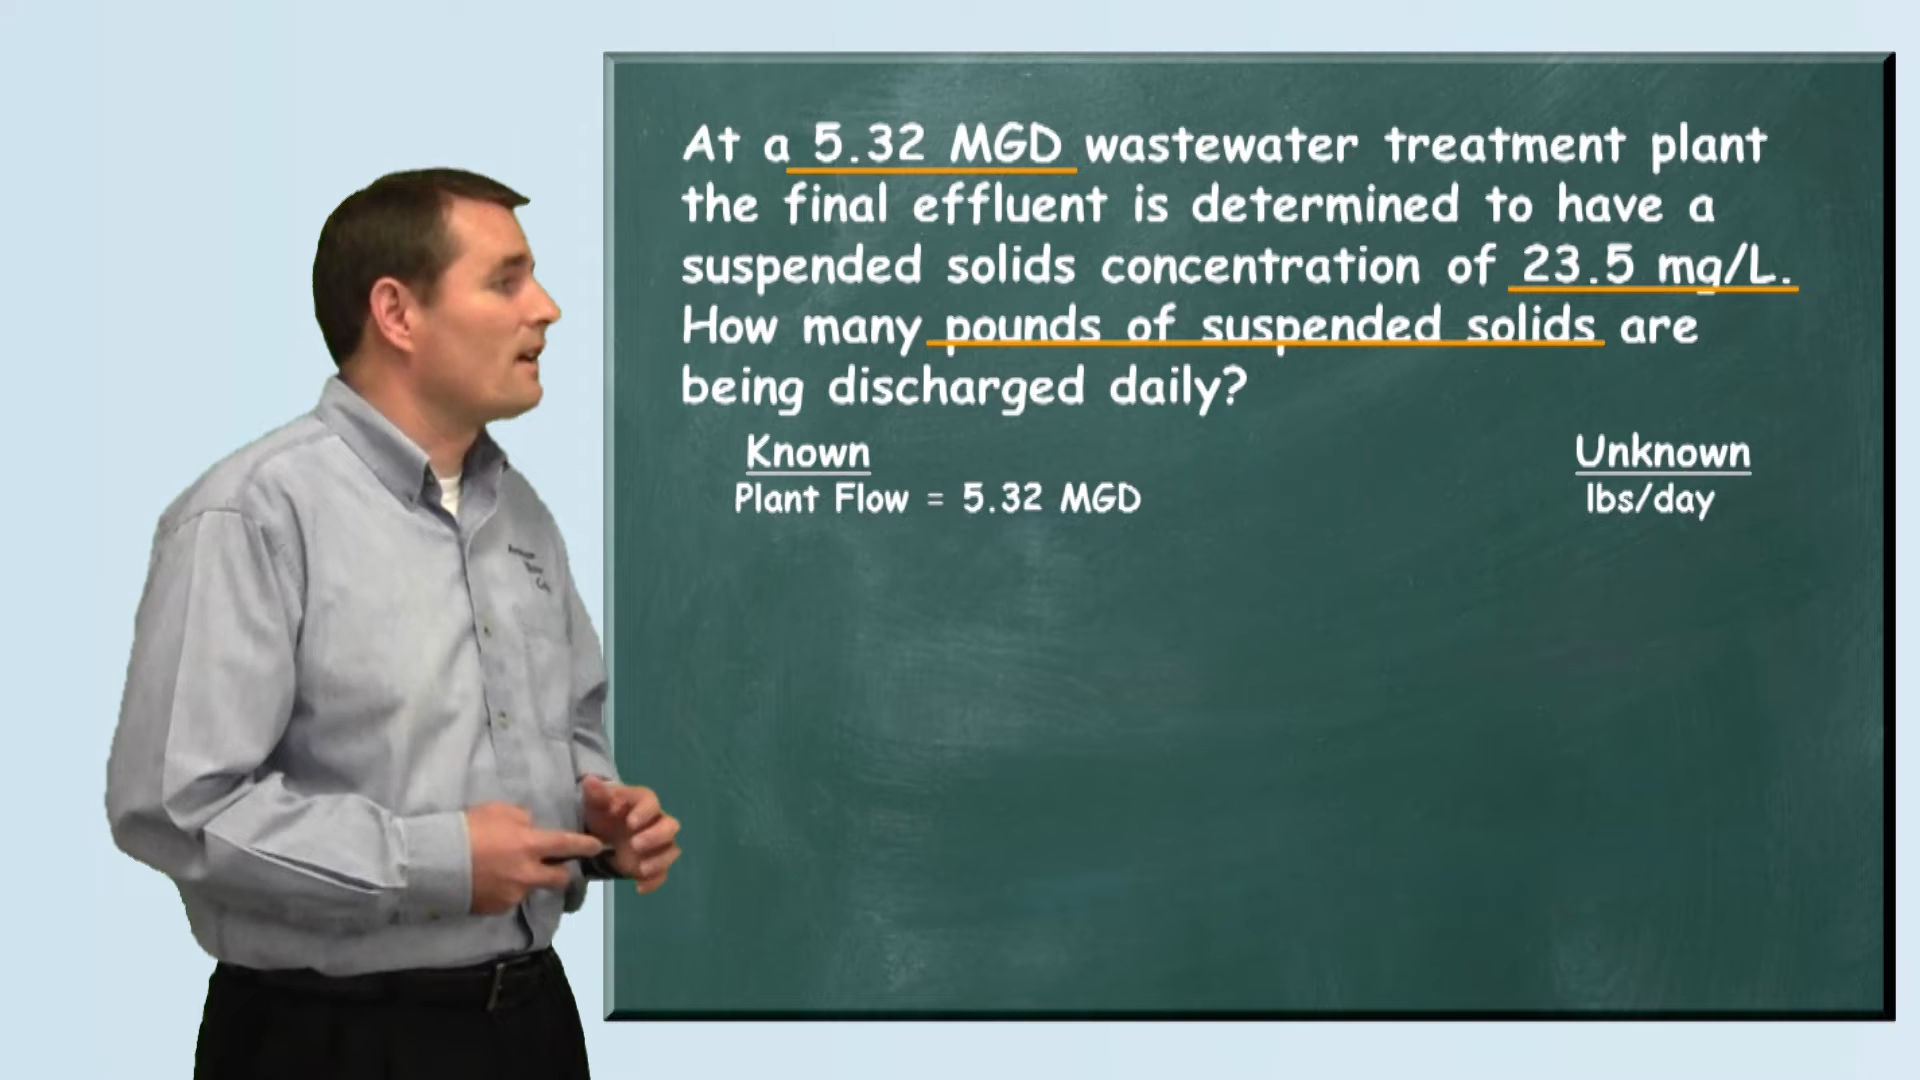 At a 5.32 MGD wastewater treatment plant
the final effluent is determined to have a
suspended solids concentration of 23.5 mg/L.
How many pounds of suspended solids are
being discharged daily?
Known
Unknown
Plant Flow = 5.32 MGD
lbs/day